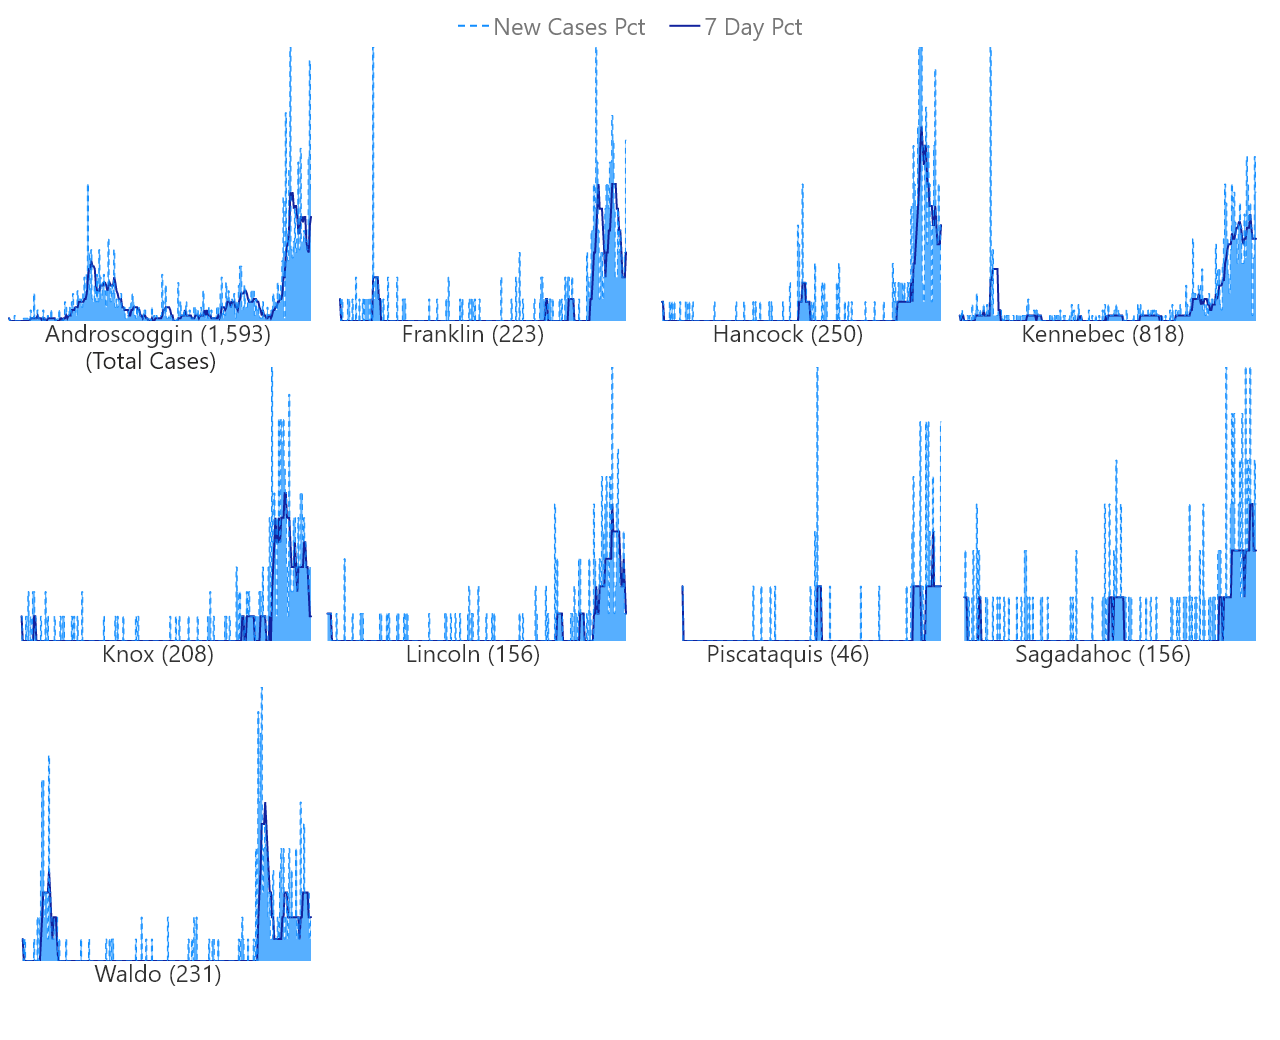 New Cases Pct 7 Day Pct
Androscoggin (1,593)
(Total Cases)
Franklin (223)
Hancock (250)
Kennebec (818)
Knox (208)
Lincoln (156)
Piscataquis (46)
Sagadahoc (156)
Waldo (231)